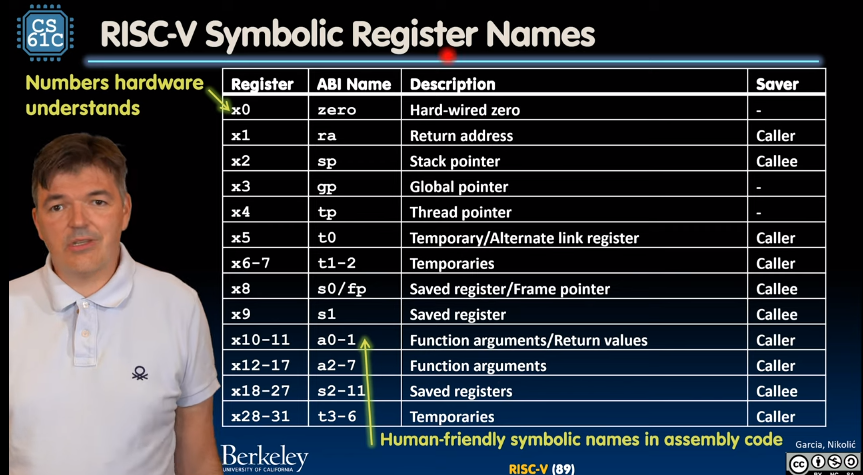 CS
61C
RISC-V Symbolic Register Names
Numbers hardware
understands
Register ABI Name Description Saver
x0 zero Hard-wired zero -
x1 ra Return address Caller
x2 sp Stack pointer Callee
x3 gp Global pointer -
x4 tp Thread pointer -
x5 t0 Temporary/Alternate link register Caller
x6-7 t1-2 Temporaries Caller
x8 s0/fp Saved register/Frame pointer Callee
x9 s1 Saved register Callee
x10-11 a0-1 Function arguments/Return values Caller
x12-17 a2-7 Function arguments Caller
x18-27 s2-11 Saved registers Callee
x28-31 t3-6 Temporaries Caller
Human-friendly symbolic names in assembly code
Garcia, Nikolić
Berkeley
UNIVERSITY OF CALIFORNIA
RISC-V (89)
cc
BY NC SA